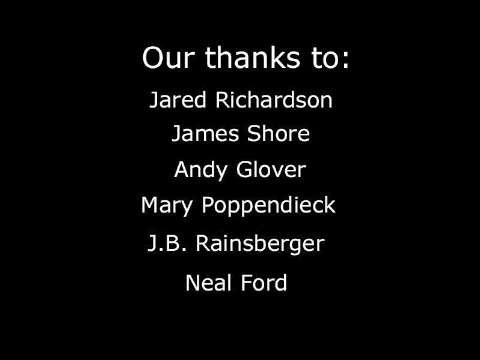 Our thanks to:
Jared Richardson
James Shore
Andy Glover
Mary Poppendieck
J.B. Rainsberger
Neal Ford